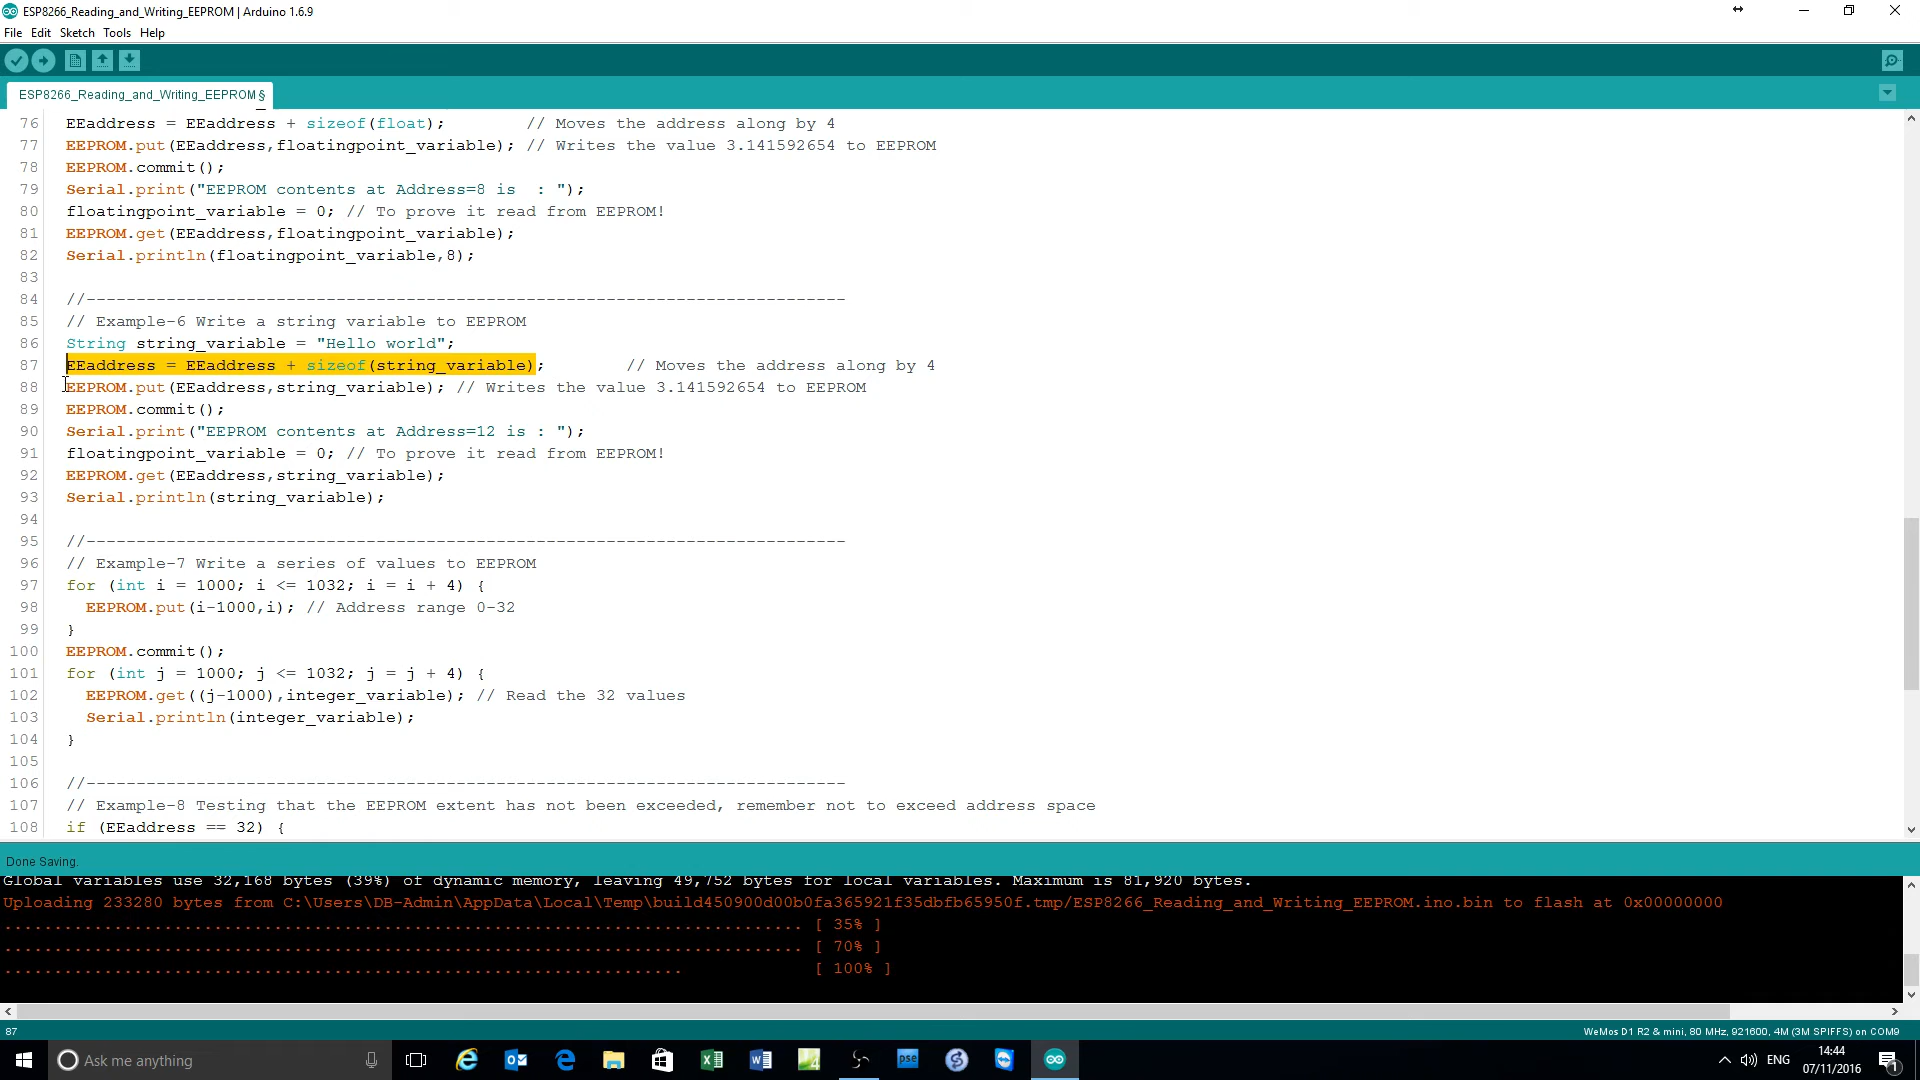 ESP8266_Reading_and_Writing_EEPROM | Arduino 1.6.9
File Edit Sketch Tools Help
ESP8266_Reading_and_Writing_EEPROM §
76 EEaddress = EEaddress + sizeof(float); // Moves the address along by 4
77 EEPROM.put(EEaddress,floatingpoint_variable); // Writes the value 3.141592654 to EEPROM
78 EEPROM.commit();
79 Serial.print("EEPROM contents at Address=8 is  : ");
80 floatingpoint_variable = 0; // To prove it read from EEPROM!
81 EEPROM.get(EEaddress,floatingpoint_variable);
82 Serial.println(floatingpoint_variable,8);
83
84 //----------------------------------------------------------------------------
85 // Example-6 Write a string variable to EEPROM
86 String string_variable = "Hello world";
87 EEaddress = EEaddress + sizeof(string_variable); // Moves the address along by 4
88 EEPROM.put(EEaddress,string_variable); // Writes the value 3.141592654 to EEPROM
89 EEPROM.commit();
90 Serial.print("EEPROM contents at Address=12 is : ");
91 floatingpoint_variable = 0; // To prove it read from EEPROM!
92 EEPROM.get(EEaddress,string_variable);
93 Serial.println(string_variable);
94
95 //----------------------------------------------------------------------------
96 // Example-7 Write a series of values to EEPROM
97 for (int i = 1000; i <= 1032; i = i + 4) {
98 EEPROM.put(i-1000,i); // Address range 0-32
99 }
100 EEPROM.commit();
101 for (int j = 1000; j <= 1032; j = j + 4) {
102 EEPROM.get((j-1000),integer_variable); // Read the 32 values
103 Serial.println(integer_variable);
104 }
105
106 //----------------------------------------------------------------------------
107 // Example-8 Testing that the EEPROM extent has not been exceeded, remember not to exceed address space
108 if (EEaddress == 32) {
Done Saving.
Global variables use 32,168 bytes (39%) of dynamic memory, leaving 49,752 bytes for local variables. Maximum is 81,920 bytes.
Uploading 233280 bytes from C:\Users\DB-Admin\AppData\Local\Temp\build450900d00b0fa365921f35dbfb65950f.tmp/ESP8266_Reading_and_Writing_EEPROM.ino.bin to flash at 0x00000000
................................................................................ [ 35% ]
................................................................................ [ 70% ]
.................................................................... [ 100% ]
87 WeMos D1 R2 & mini, 80 MHz, 921600, 4M (3M SPIFFS) on COM9
Ask me anything
pse
ENG
14:44
07/11/2016
1